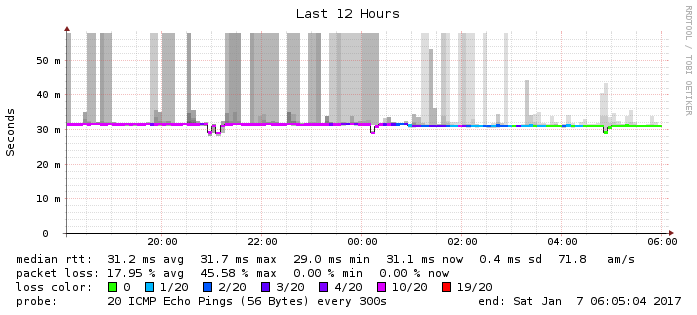 Last 12 Hours
RRDTOOL / TOBI OETIKER
Seconds
50 m
40 m
30 m
20 m
10 m
0
20:00 22:00 00:00 02:00 04:00 06:00
median rtt: 31.2 ms avg 31.7 ms max 29.0 ms min 31.1 ms now 0.4 ms sd 71.8 am/s
packet loss: 17.95 % avg 45.58 % max 0.00 % min 0.00 % now
loss color: 0 1/20 2/20 3/20 4/20 10/20 19/20
probe: 20 ICMP Echo Pings (56 Bytes) every 300s end: Sat Jan 7 06:05:04 2017